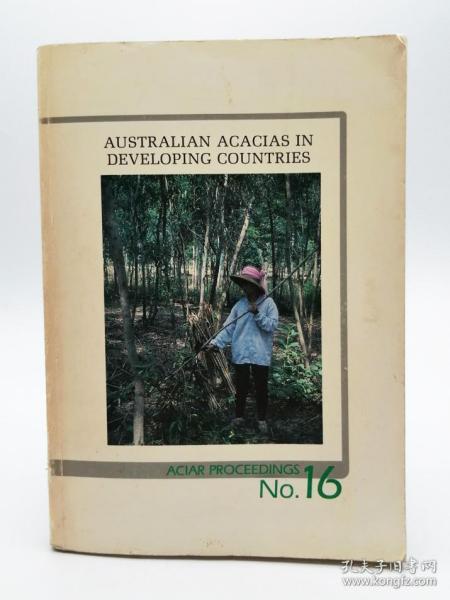 AUSTRALIAN ACACIAS IN
DEVELOPING COUNTRIES
ACIAR PROCEEDINGS
No. 16
孔夫子旧书网
www.kongfz.com